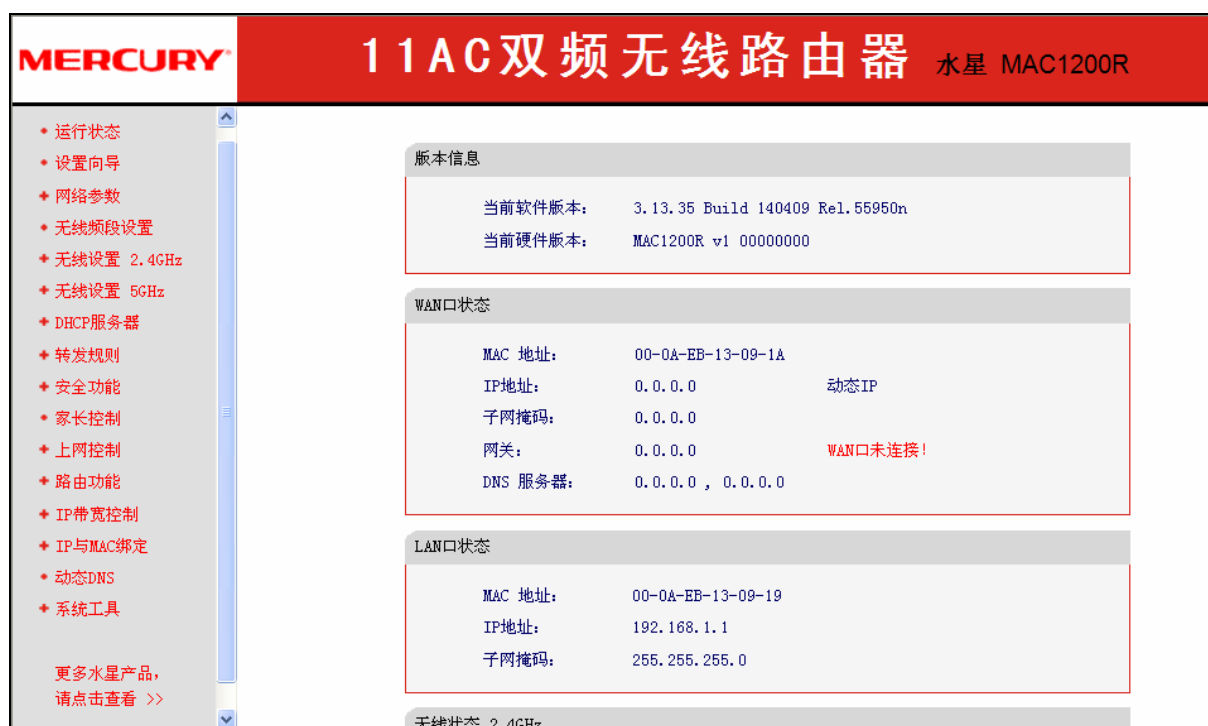 MERCURY
11AC双频无线路由器 水星 MAC1200R
运行状态
设置向导
网络参数
无线频段设置
无线设置 2.4GHz
无线设置 5GHz
DHCP服务器
转发规则
安全功能
家长控制
上网控制
路由功能
IP带宽控制
IP与MAC绑定
动态DNS
系统工具
更多水星产品,
请点击查看 >>
版本信息
当前软件版本: 3.13.35 Build 140409 Rel.55950n
当前硬件版本: MAC1200R v1 00000000
WAN口状态
MAC 地址: 00-0A-EB-13-09-1A
IP地址: 0.0.0.0 动态IP
子网掩码: 0.0.0.0
网关: 0.0.0.0 WAN口未连接!
DNS 服务器: 0.0.0.0 , 0.0.0.0
LAN口状态
MAC 地址: 00-0A-EB-13-09-19
IP地址: 192.168.1.1
子网掩码: 255.255.255.0
无线状态 2.4GHz